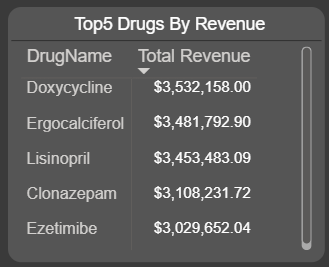 Top5 Drugs By Revenue
DrugName Total Revenue
Doxycycline $3,532,158.00
Ergocalciferol $3,481,792.90
Lisinopril $3,453,483.09
Clonazepam $3,108,231.72
Ezetimibe $3,029,652.04